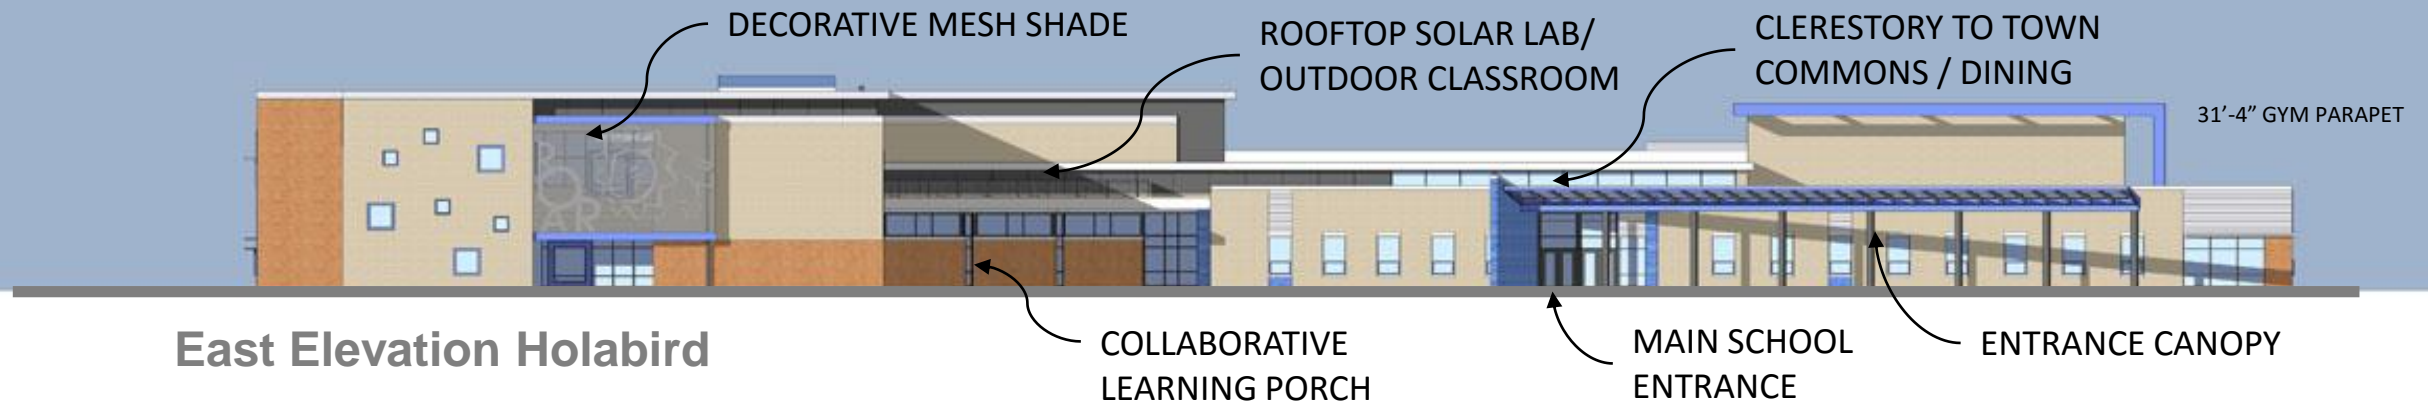 DECORATIVE MESH SHADE
ROOFTOP SOLAR LAB/
OUTDOOR CLASSROOM
CLERESTORY TO TOWN
COMMONS / DINING
31’-4” GYM PARAPET
East Elevation Holabird
COLLABORATIVE
LEARNING PORCH
MAIN SCHOOL
ENTRANCE
ENTRANCE CANOPY